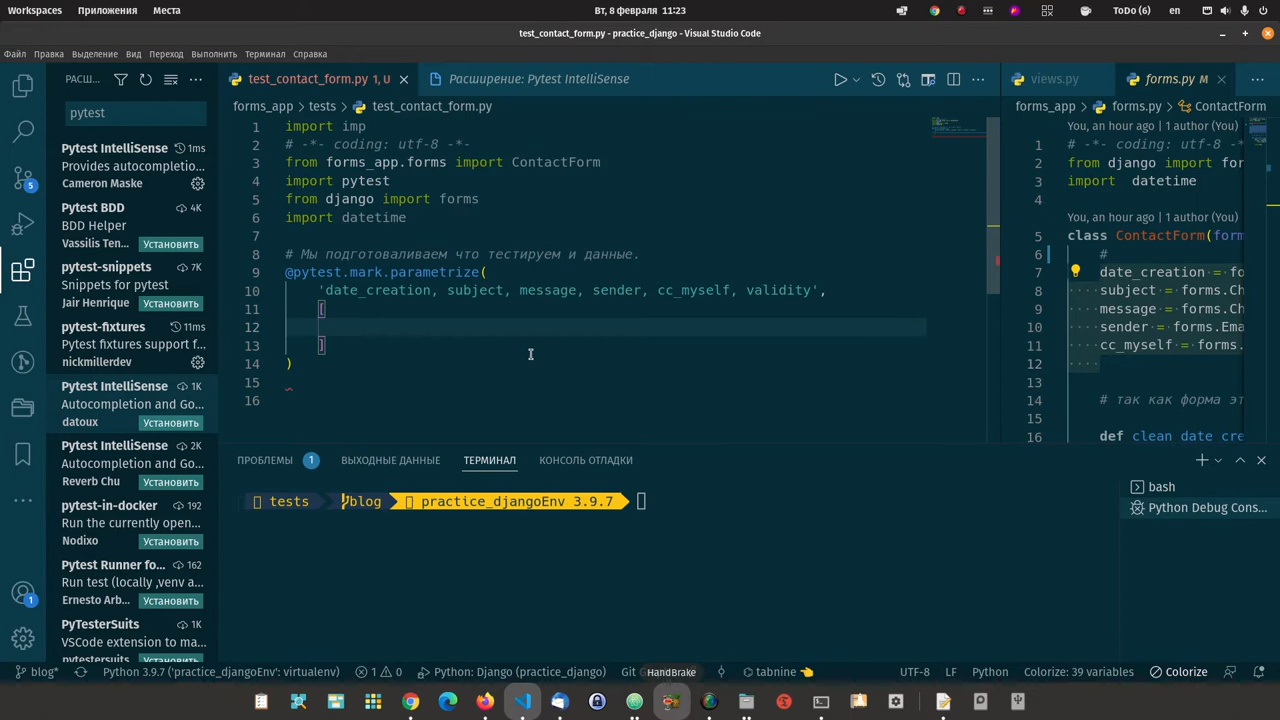 Workspaces Приложения Места Вт, 8 февраля 11:23 ToDo (6) en
test_contact_form.py - practice_django - Visual Studio Code
Файл Правка Выделение Вид Переход Выполнить Терминал Справка
РАСШ...
pytest
Pytest IntelliSense 1ms
Provides autocompletion...
Cameron Maske
Pytest BDD 4K
BDD Helper
Vassilis Ten... Установить
pytest-snippets 7K
Snippets for pytest
Jair Henrique Установить
pytest-fixtures 11ms
Pytest fixtures support f...
nickmillerdev
Pytest IntelliSense 1K
Autocompletion and Go...
datoux Установить
Pytest IntelliSense 2K
Autocompletion and Go...
Reverb Chu Установить
pytest-in-docker 192
Run the currently open...
Nodixo Установить
Pytest Runner fo... 162
Run test (locally ,venv a...
Ernesto Arb... Установить
PyTesterSuits 1K
VSCode extension to ma...
pytestersuits Установить
test_contact_form.py 1, U Расширение: Pytest IntelliSense
forms_app tests test_contact_form.py
1 import imp
2 # -*- coding: utf-8 -*-
3 from forms_app.forms import ContactForm
4 import pytest
5 from django import forms
6 import datetime
7
8 # Мы подготоваливаем что тестируем и данные.
9 @pytest.mark.parametrize(
10 'date_creation, subject, message, sender, cc_myself, validity',
11 [
12
13 ]
14 )
15
16
views.py forms.py M
forms_app forms.py ContactForm
You, an hour ago | 1 author (You)
1 # -*- coding: utf-8 -*
2 from django import for
3 import datetime
4
You, an hour ago | 1 author (You)
5 class ContactForm(form
6 #
7 date_creation = fo
8 subject = forms.Ch
9 message = forms.Ch
10 sender = forms.Ema
11 cc_myself = forms.
12 ····
13
14 # так как форма эт
15
16 def clean_date_cre
ПРОБЛЕМЫ 1 ВЫХОДНЫЕ ДАННЫЕ ТЕРМИНАЛ КОНСОЛЬ ОТЛАДКИ
tests blog practice_djangoEnv 3.9.7
bash
Python Debug Cons...
5
1
blog* Python 3.9.7 ('practice_djangoEnv': virtualenv) 1 0 Python: Django (practice_django) Git HandBrake tabnine 👈 UTF-8 LF Python Colorize: 39 variables Colorize